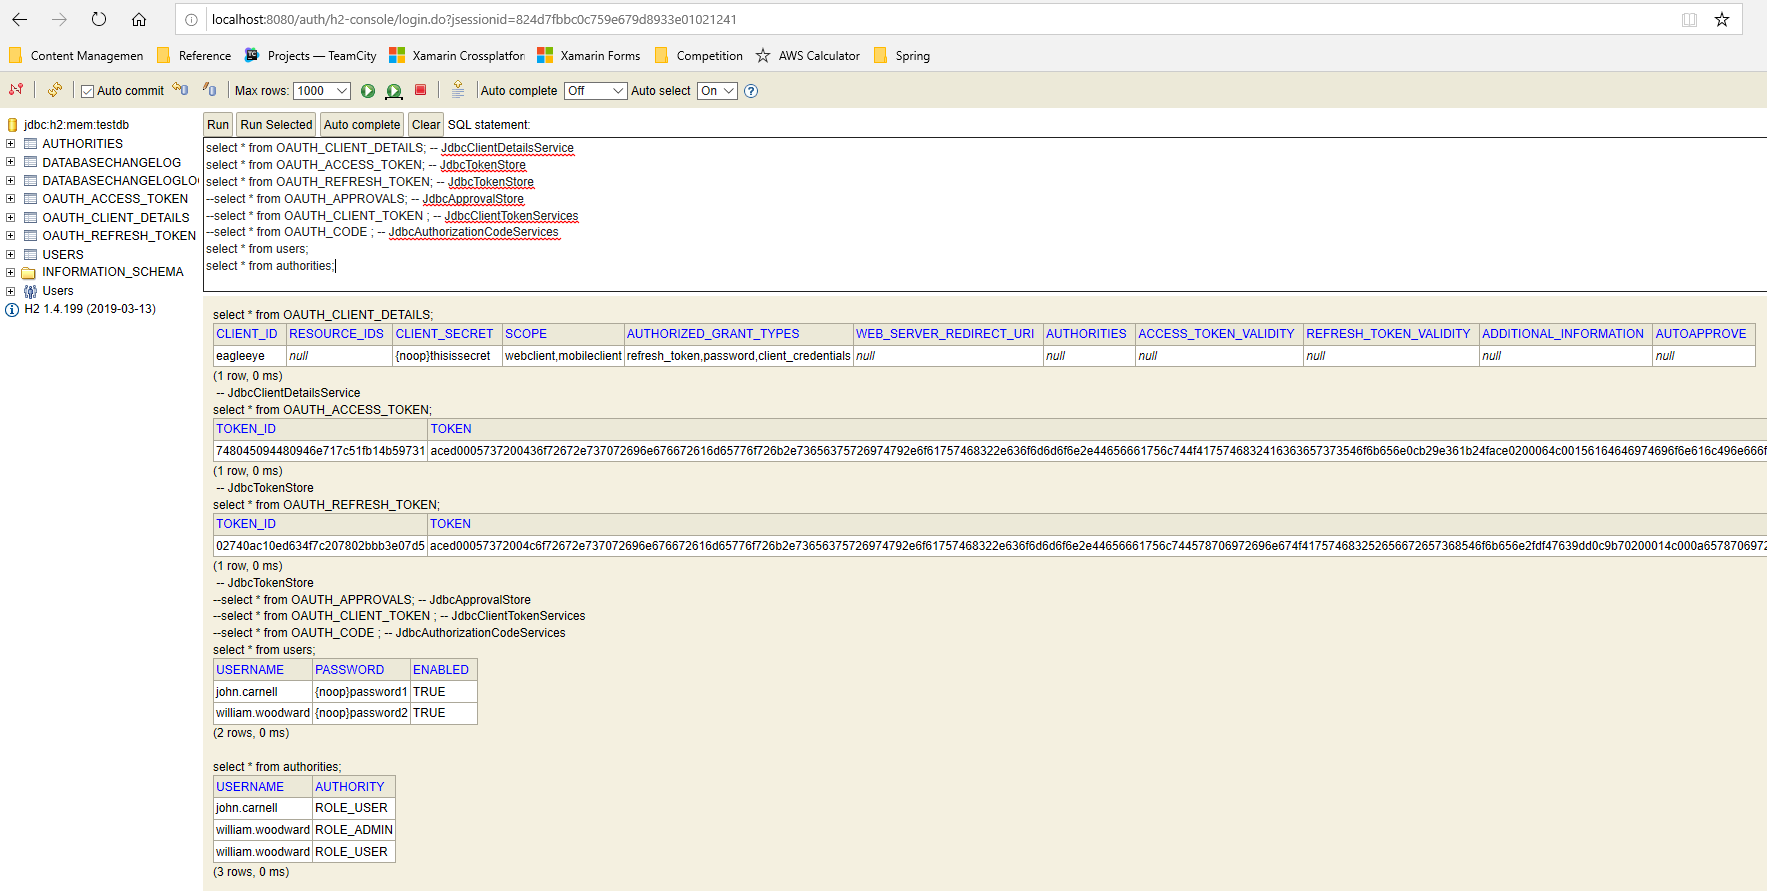 localhost:8080/auth/h2-console/login.do?jsessionid=824d7fbbc0c759e679d8933e01021241
Content Managemen Reference Projects — TeamCity Xamarin Crossplatfor Xamarin Forms Competition AWS Calculator Spring
Auto commit Max rows: 1000 Auto complete Off Auto select On
jdbc:h2:mem:testdb
AUTHORITIES
DATABASECHANGELOG
DATABASECHANGELOGLO
OAUTH_ACCESS_TOKEN
OAUTH_CLIENT_DETAILS
OAUTH_REFRESH_TOKEN
USERS
INFORMATION_SCHEMA
Users
H2 1.4.199 (2019-03-13)
Run Run Selected Auto complete Clear SQL statement:
select * from OAUTH_CLIENT_DETAILS; -- JdbcClientDetailsService
select * from OAUTH_ACCESS_TOKEN; -- JdbcTokenStore
select * from OAUTH_REFRESH_TOKEN; -- JdbcTokenStore
--select * from OAUTH_APPROVALS; -- JdbcApprovalStore
--select * from OAUTH_CLIENT_TOKEN ; -- JdbcClientTokenServices
--select * from OAUTH_CODE ; -- JdbcAuthorizationCodeServices
select * from users;
select * from authorities;
select * from OAUTH_CLIENT_DETAILS;
CLIENT_ID RESOURCE_IDS CLIENT_SECRET SCOPE AUTHORIZED_GRANT_TYPES WEB_SERVER_REDIRECT_URI AUTHORITIES ACCESS_TOKEN_VALIDITY REFRESH_TOKEN_VALIDITY ADDITIONAL_INFORMATION AUTOAPPROVE
eagleeye null {noop}thisissecret webclient,mobileclient refresh_token,password,client_credentials null null null null null null
(1 row, 0 ms)
-- JdbcClientDetailsService
select * from OAUTH_ACCESS_TOKEN;
TOKEN_ID TOKEN
748045094480946e717c51fb14b59731 aced0005737200436f72672e737072696e676672616d65776f726b2e73656375726974792e6f61757468322e636f6d6d6f6e2e44656661756c744f417574683241636365737354​6f6b656e0cb29e361b24face0200064c00156164646974696f6e616c496e666f
(1 row, 0 ms)
-- JdbcTokenStore
select * from OAUTH_REFRESH_TOKEN;
TOKEN_ID TOKEN
02740ac10ed634f7c207802bbb3e07d5 aced00057372004c6f72672e737072696e676672616d65776f726b2e73656375726974792e6f61757468322e636f6d6d6f6e2e44656661756c744578706972696e674f41757468325265667265736854​6f6b656e2fdf47639dd0c9b70200014c000a6578706972
(1 row, 0 ms)
-- JdbcTokenStore
--select * from OAUTH_APPROVALS; -- JdbcApprovalStore
--select * from OAUTH_CLIENT_TOKEN ; -- JdbcClientTokenServices
--select * from OAUTH_CODE ; -- JdbcAuthorizationCodeServices
select * from users;
USERNAME PASSWORD ENABLED
john.carnell {noop}password1 TRUE
william.woodward {noop}password2 TRUE
(2 rows, 0 ms)
select * from authorities;
USERNAME AUTHORITY
john.carnell ROLE_USER
william.woodward ROLE_ADMIN
william.woodward ROLE_USER
(3 rows, 0 ms)